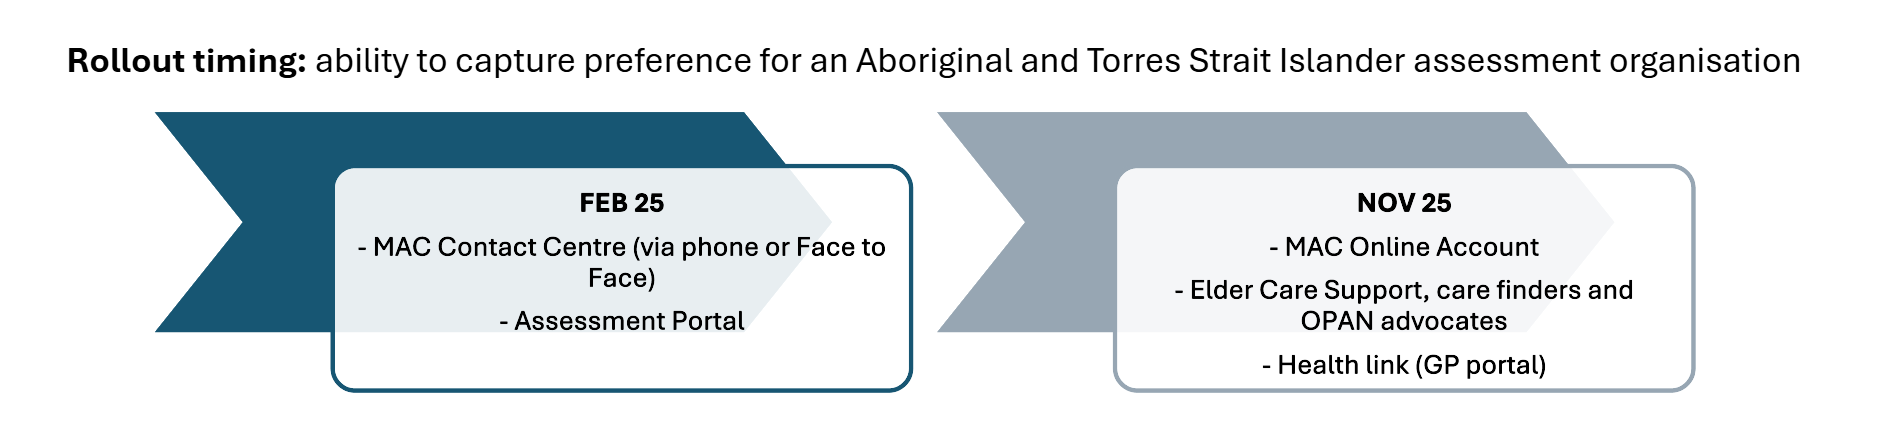 Rollout timing: ability to capture preference for an Aboriginal and Torres Strait Islander assessment organisation
FEB 25
- MAC Contact Centre (via phone or Face to
Face)
- Assessment Portal
NOV 25
- MAC Online Account
- Elder Care Support, care finders and
OPAN advocates
- Health link (GP portal)